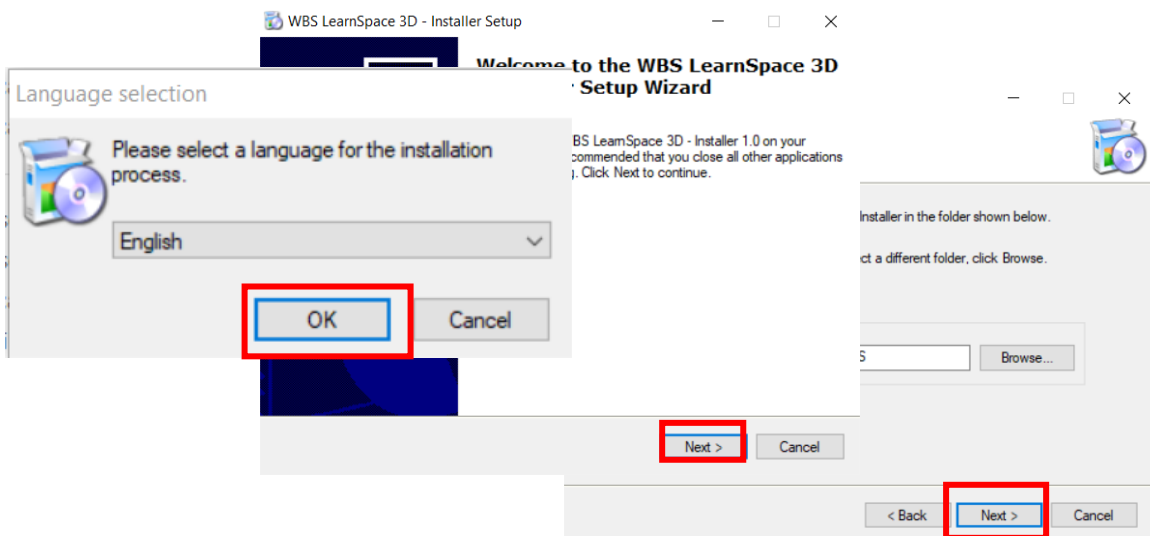 WBS LearnSpace 3D - Installer Setup
Welcome to the WBS LearnSpace 3D
Setup Wizard
Language selection
Please select a language for the installation
process.
English
OK
Cancel
BS LearnSpace 3D - Installer 1.0 on your
commended that you close all other applications
. Click Next to continue.
Next >
Cancel
Installer in the folder shown below.
ct a different folder, click Browse.
S
Browse...
< Back
Next >
Cancel